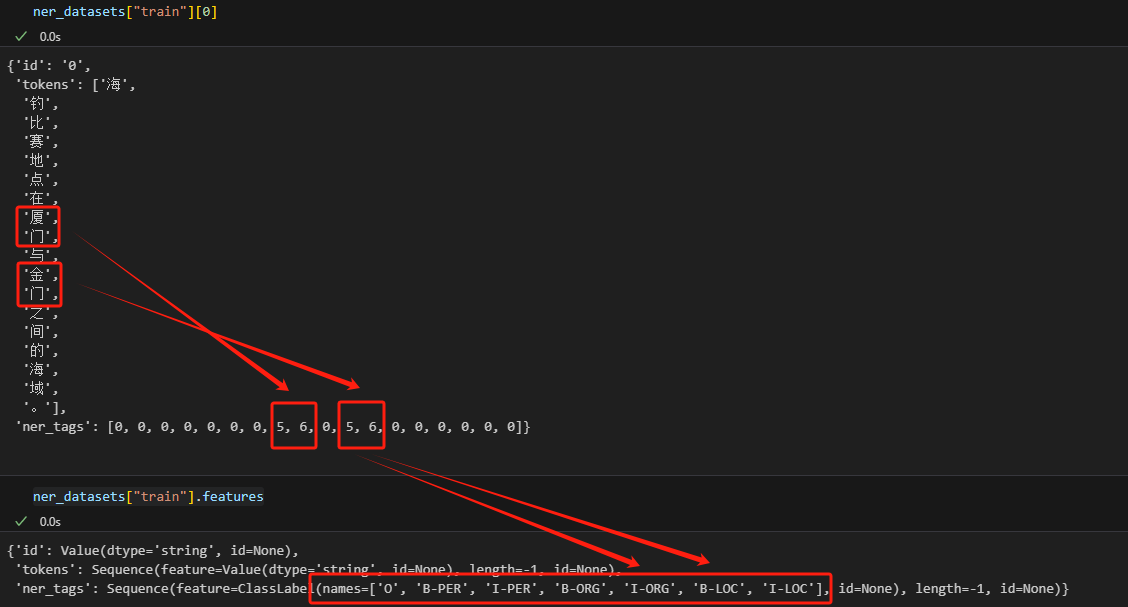 ner_datasets["train"][0]
0.0s
{'id': '0',
'tokens': ['海',
'钓',
'比',
'赛',
'地',
'点',
'在',
'厦',
'门',
'与',
'金',
'门',
'之',
'间',
'的',
'海',
'域',
'。'],
'ner_tags': [0, 0, 0, 0, 0, 0, 0, 5, 6, 0, 5, 6, 0, 0, 0, 0, 0, 0]}
ner_datasets["train"].features
0.0s
{'id': Value(dtype='string', id=None),
'tokens': Sequence(feature=Value(dtype='string', id=None), length=-1, id=None),
'ner_tags': Sequence(feature=ClassLabel(names=['O', 'B-PER', 'I-PER', 'B-ORG', 'I-ORG', 'B-LOC', 'I-LOC'], id=None), length=-1, id=None)}